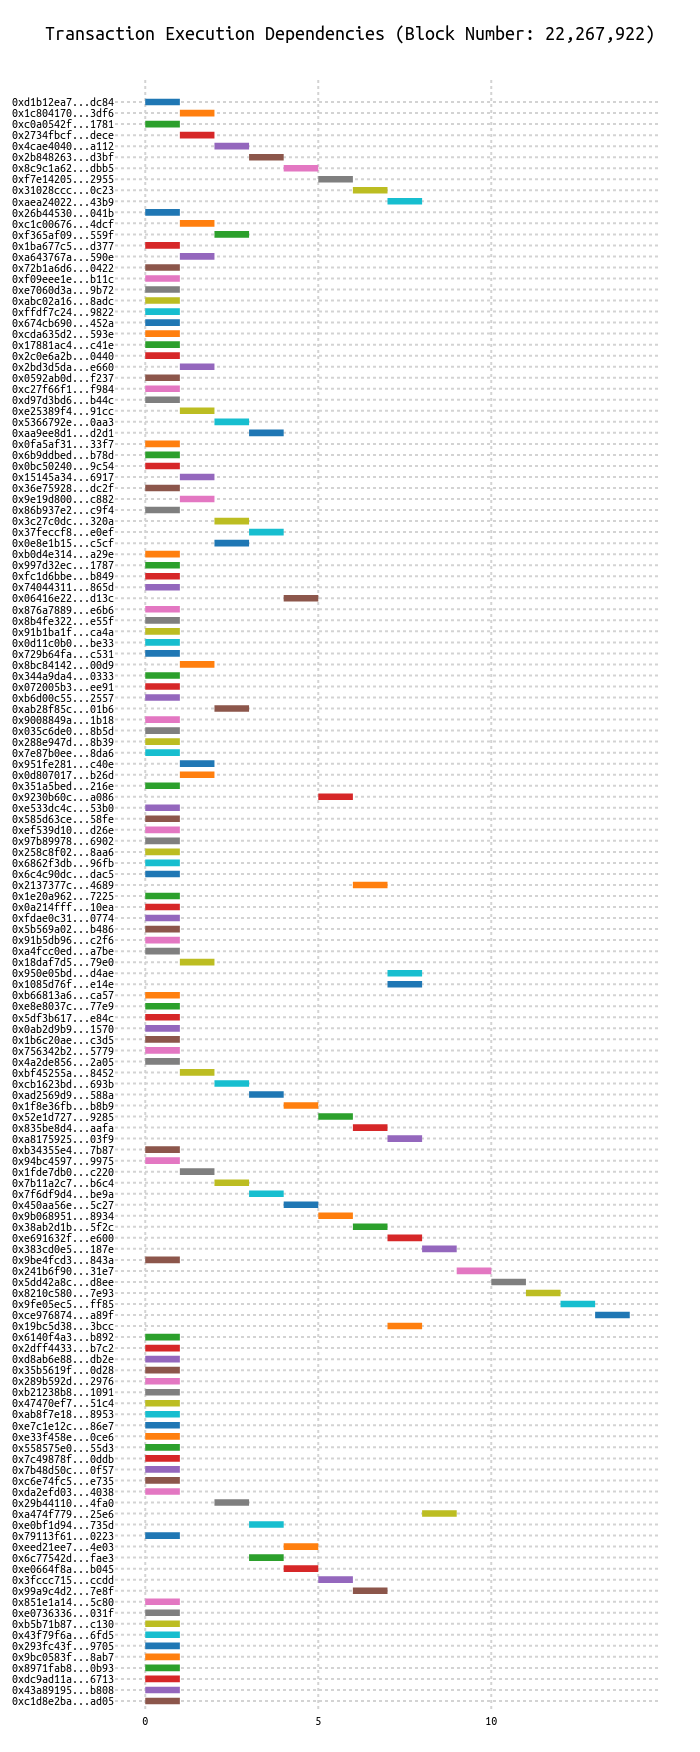 Transaction Execution Dependencies (Block Number: 22,267,922)
0xd1b12ea7...dc84
0x1c804170...3df6
0xc0a0542f...1781
0x2734fbcf...dece
0x4cae4040...a112
0x2b848263...d3bf
0x8c9c1a62...dbb5
0xf7e14205...2955
0x31028ccc...0c23
0xaea24022...43b9
0x26b44530...041b
0xc1c00676...4dcf
0xf365af09...559f
0x1ba677c5...d377
0xa643767a...590e
0x72b1a6d6...0422
0xf09eee1e...b11c
0xe7060d3a...9b72
0xabc02a16...8adc
0xffdf7c24...9822
0x674cb690...452a
0xcda635d2...593e
0x17881ac4...c41e
0x2c0e6a2b...0440
0x2bd3d5da...e660
0x0592ab0d...f237
0xc27f66f1...f984
0xd97d3bd6...b44c
0xe25389f4...91cc
0x5366792e...0aa3
0xaa9ee8d1...d2d1
0x0fa5af31...33f7
0x6b9ddbed...b78d
0x0bc50240...9c54
0x15145a34...6917
0x36e75928...dc2f
0x9e19d800...c882
0x86b937e2...c9f4
0x3c27c0dc...320a
0x37feccf8...e0ef
0x0e8e1b15...c5cf
0xb0d4e314...a29e
0x997d32ec...1787
0xfc1d6bbe...b849
0x74044311...865d
0x06416e22...d13c
0x876a7889...e6b6
0x8b4fe322...e55f
0x91b1ba1f...ca4a
0x0d11c0b0...be33
0x729b64fa...c531
0x8bc84142...00d9
0x344a9da4...0333
0x072005b3...ee91
0xb6d00c55...2557
0xab28f85c...01b6
0x9008849a...1b18
0x035c6de0...8b5d
0x288e947d...8b39
0x7e87b0ee...8da6
0x951fe281...c40e
0x0d807017...b26d
0x351a5bed...216e
0x9230b60c...a086
0xe533dc4c...53b0
0x585d63ce...58fe
0xef539d10...d26e
0x97b89978...6902
0x258c8f02...8aa6
0x6862f3db...96fb
0x6c4c90dc...dac5
0x2137377c...4689
0x1e20a962...7225
0x0a214fff...10ea
0xfdae0c31...0774
0x5b569a02...b486
0x91b5db96...c2f6
0xa4fcc0ed...a7be
0x18daf7d5...79e0
0x950e05bd...d4ae
0x1085d76f...e14e
0xb66813a6...ca57
0xe8e8037c...77e9
0x5df3b617...e84c
0x0ab2d9b9...1570
0x1b6c20ae...c3d5
0x756342b2...5779
0x4a2de856...2a05
0xbf45255a...8452
0xcb1623bd...693b
0xad2569d9...588a
0x1f8e36fb...b8b9
0x52e1d727...9285
0x835be8d4...aafa
0xa8175925...03f9
0xb34355e4...7b87
0x94bc4597...9975
0x1fde7db0...c220
0x7b11a2c7...b6c4
0x7f6df9d4...be9a
0x450aa56e...5c27
0x9b068951...8934
0x38ab2d1b...5f2c
0xe691632f...e600
0x383cd0e5...187e
0x9be4fcd3...843a
0x241b6f90...31e7
0x5dd42a8c...d8ee
0x8210c580...7e93
0x9fe05ec5...ff85
0xce976874...a89f
0x19bc5d38...3bcc
0x6140f4a3...b892
0x2dff4433...b7c2
0xd8ab6e88...db2e
0x35b5619f...0d28
0x289b592d...2976
0xb21238b8...1091
0x47470ef7...51c4
0xab8f7e18...8953
0xe7c1e12c...86e7
0xe33f458e...0ce6
0x558575e0...55d3
0x7c49878f...0ddb
0x7b48d50c...0f57
0xc6e74fc5...e735
0xda2efd03...4038
0x29b44110...4fa0
0xa474f779...25e6
0xe0bf1d94...735d
0x79113f61...0223
0xeed21ee7...4e03
0x6c77542d...fae3
0xe0664f8a...b045
0x3fccc715...ccdd
0x99a9c4d2...7e8f
0x851e1a14...5c80
0xe0736336...031f
0xb5b71b87...c130
0x43f79f6a...6fd5
0x293fc43f...9705
0x9bc0583f...8ab7
0x8971fab8...0b93
0xdc9ad11a...6713
0x43a89195...b808
0xc1d8e2ba...ad05
0 5 10